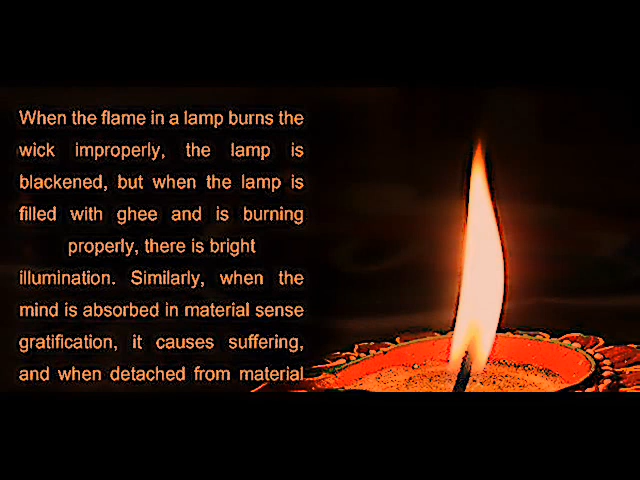 When the flame in a lamp burns the
wick improperly, the lamp is
blackened, but when the lamp is
filled with ghee and is burning
properly, there is bright
illumination. Similarly, when the
mind is absorbed in material sense
gratification, it causes suffering,
and when detached from material